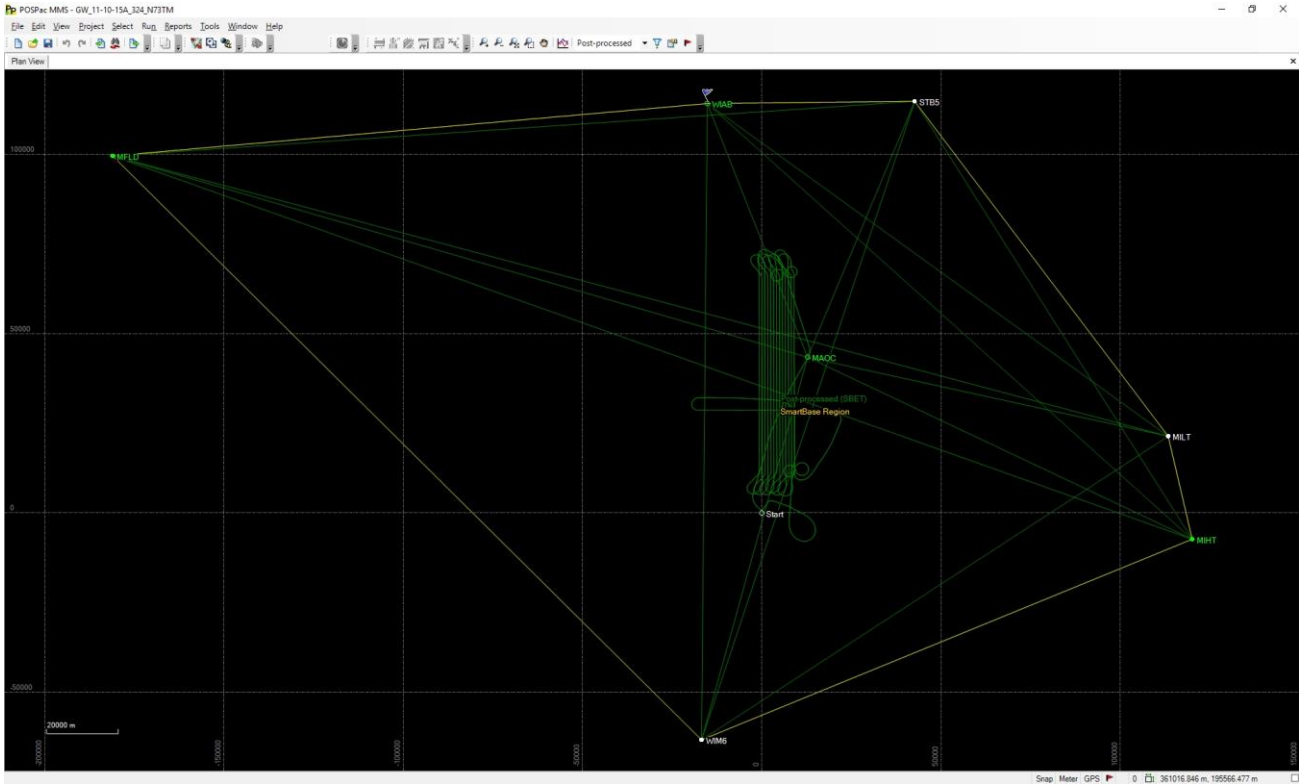 POSPac MMS - GW_11-10-15A_324_N73TM
File Edit View Project Select Run Reports Tools Window Help
Post-processed
Plan View
WIAB
STB5
100000
MFLD
50000
MAOC
processed (SBET)
SmartBase Region
MILT
0
Start
MIHT
-50000
20000 m
WIM6
-200000
-100000
-50000
0
50000
100000
150000
Snap Meter GPS 0 361016.846 m, 195566.477 m